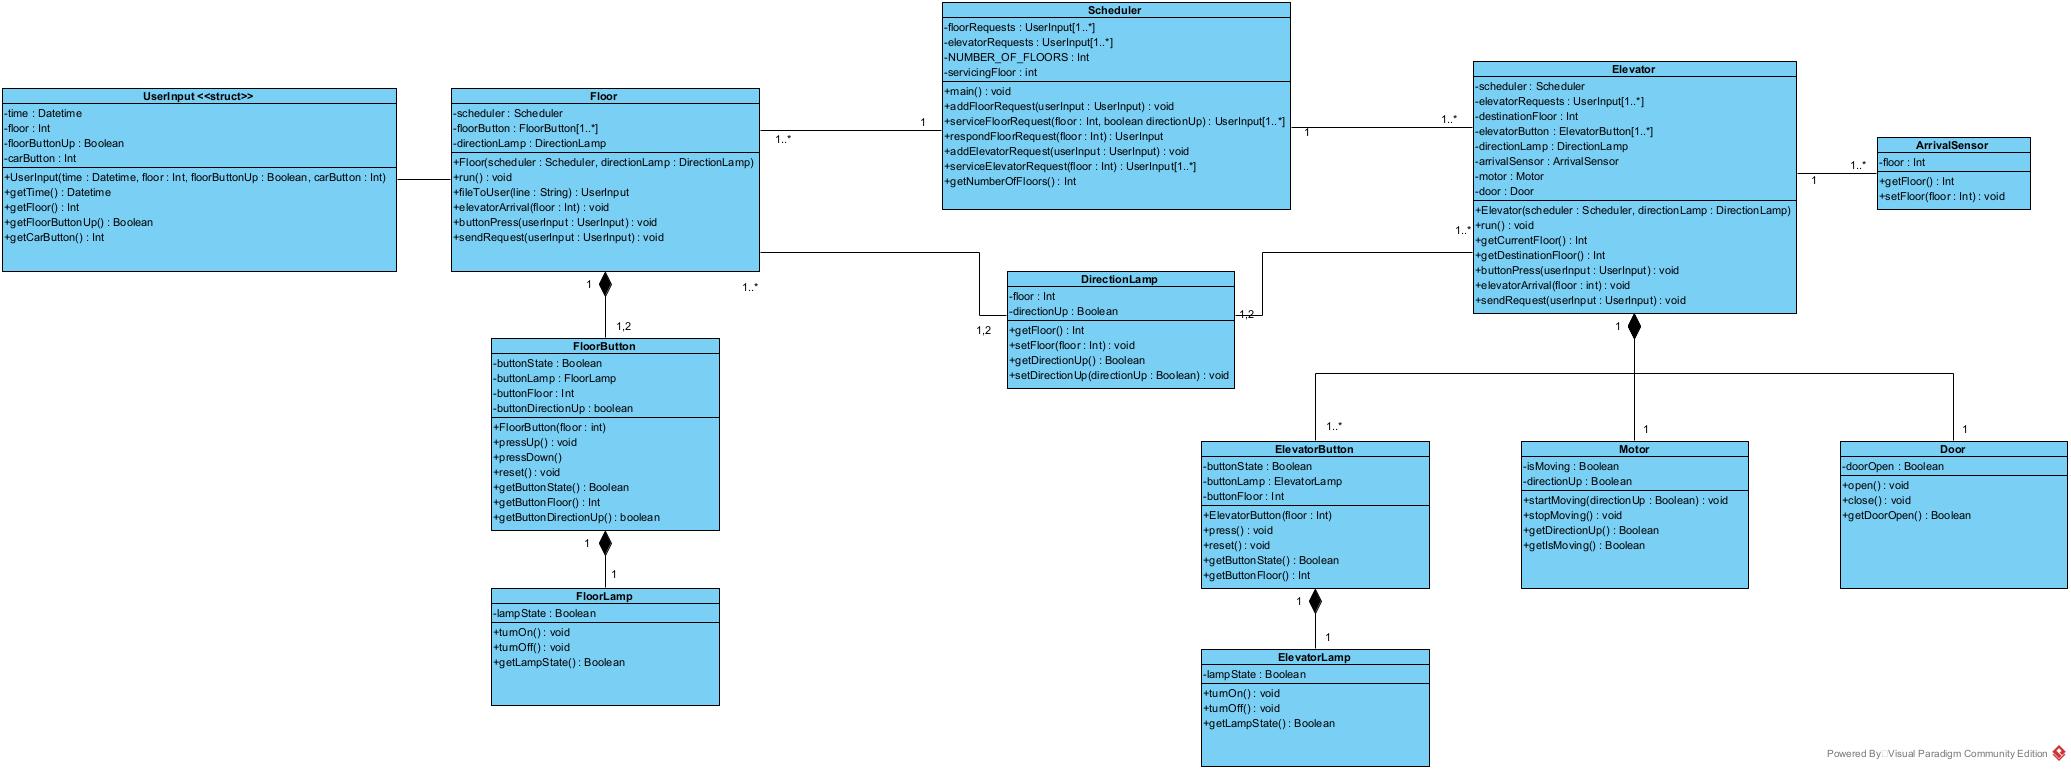 Scheduler
-floorRequests : UserInput[1..*]
-elevatorRequests : UserInput[1..*]
-NUMBER_OF_FLOORS : Int
-servicingFloor : int
+main() : void
+addFloorRequest(userInput : UserInput) : void
+serviceFloorRequest(floor : Int, boolean directionUp) : UserInput[1..*]
+respondFloorRequest(floor : Int) : UserInput
+addElevatorRequest(userInput : UserInput) : void
+serviceElevatorRequest(floor : Int) : UserInput[1..*]
+getNumberOfFloors() : Int
UserInput <<struct>>
-time : Datetime
-floor : Int
-floorButtonUp : Boolean
-carButton : Int
+UserInput(time : Datetime, floor : Int, floorButtonUp : Boolean, carButton : Int)
+getTime() : Datetime
+getFloor() : Int
+getFloorButtonUp() : Boolean
+getCarButton() : Int
Floor
-scheduler : Scheduler
-floorButton : FloorButton[1..*]
-directionLamp : DirectionLamp
+Floor(scheduler : Scheduler, directionLamp : DirectionLamp)
+run() : void
+fileToUser(line : String) : UserInput
+elevatorArrival(floor : Int) : void
+buttonPress(userInput : UserInput) : void
+sendRequest(userInput : UserInput) : void
1..*
1
1
1..*
Elevator
-scheduler : Scheduler
-elevatorRequests : UserInput[1..*]
-destinationFloor : Int
-elevatorButton : ElevatorButton[1..*]
-directionLamp : DirectionLamp
-arrivalSensor : ArrivalSensor
-motor : Motor
-door : Door
+Elevator(scheduler : Scheduler, directionLamp : DirectionLamp)
+run() : void
+getCurrentFloor() : Int
+getDestinationFloor() : Int
+buttonPress(userInput : UserInput) : void
+elevatorArrival(floor : int) : void
+sendRequest(userInput : UserInput) : void
1
1..*
ArrivalSensor
-floor : Int
+getFloor() : Int
+setFloor(floor : Int) : void
1..*
1,2
DirectionLamp
-floor : Int
-directionUp : Boolean
+getFloor() : Int
+setFloor(floor : Int) : void
+getDirectionUp() : Boolean
+setDirectionUp(directionUp : Boolean) : void
1,2
1..*
1
1,2
FloorButton
-buttonState : Boolean
-buttonLamp : FloorLamp
-buttonFloor : Int
-buttonDirectionUp : boolean
+FloorButton(floor : int)
+pressUp() : void
+pressDown()
+reset() : void
+getButtonState() : Boolean
+getButtonFloor() : Int
+getButtonDirectionUp() : boolean
1
1
FloorLamp
-lampState : Boolean
+turnOn() : void
+turnOff() : void
+getLampState() : Boolean
1
1..*
ElevatorButton
-buttonState : Boolean
-buttonLamp : ElevatorLamp
-buttonFloor : Int
+ElevatorButton(floor : Int)
+press() : void
+reset() : void
+getButtonState() : Boolean
+getButtonFloor() : Int
1
Motor
-isMoving : Boolean
-directionUp : Boolean
+startMoving(directionUp : Boolean) : void
+stopMoving() : void
+getDirectionUp() : Boolean
+getIsMoving() : Boolean
1
Door
-doorOpen : Boolean
+open() : void
+close() : void
+getDoorOpen() : Boolean
1
1
ElevatorLamp
-lampState : Boolean
+turnOn() : void
+turnOff() : void
+getLampState() : Boolean
Powered By Visual Paradigm Community Edition